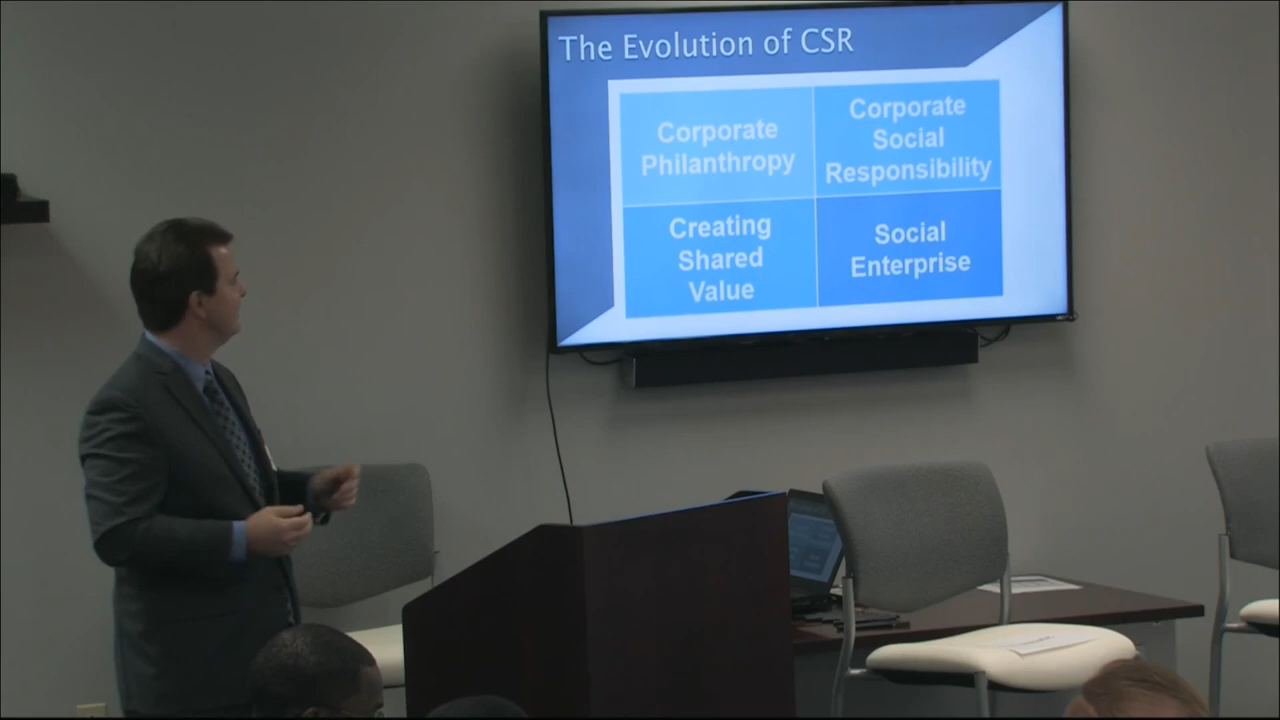 The Evolution of CSR
Corporate
Philanthropy
Corporate
Social
Responsibility
Creating
Shared
Value
Social
Enterprise